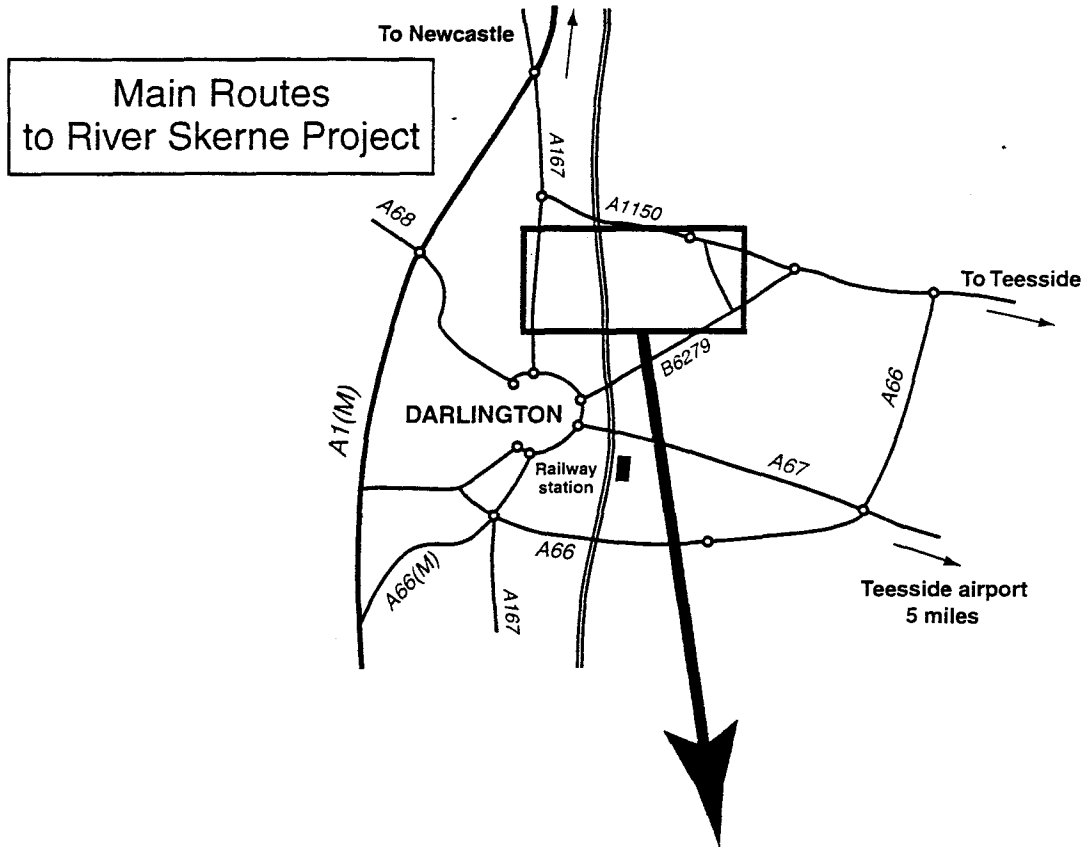 To Newcastle
Main Routes
to River Skerne Project
A167
A68
A1150
To Teesside
B6279
A66
A1(M)
DARLINGTON
A67
Railway
station
A66
A66(M)
A167
Teesside airport
5 miles